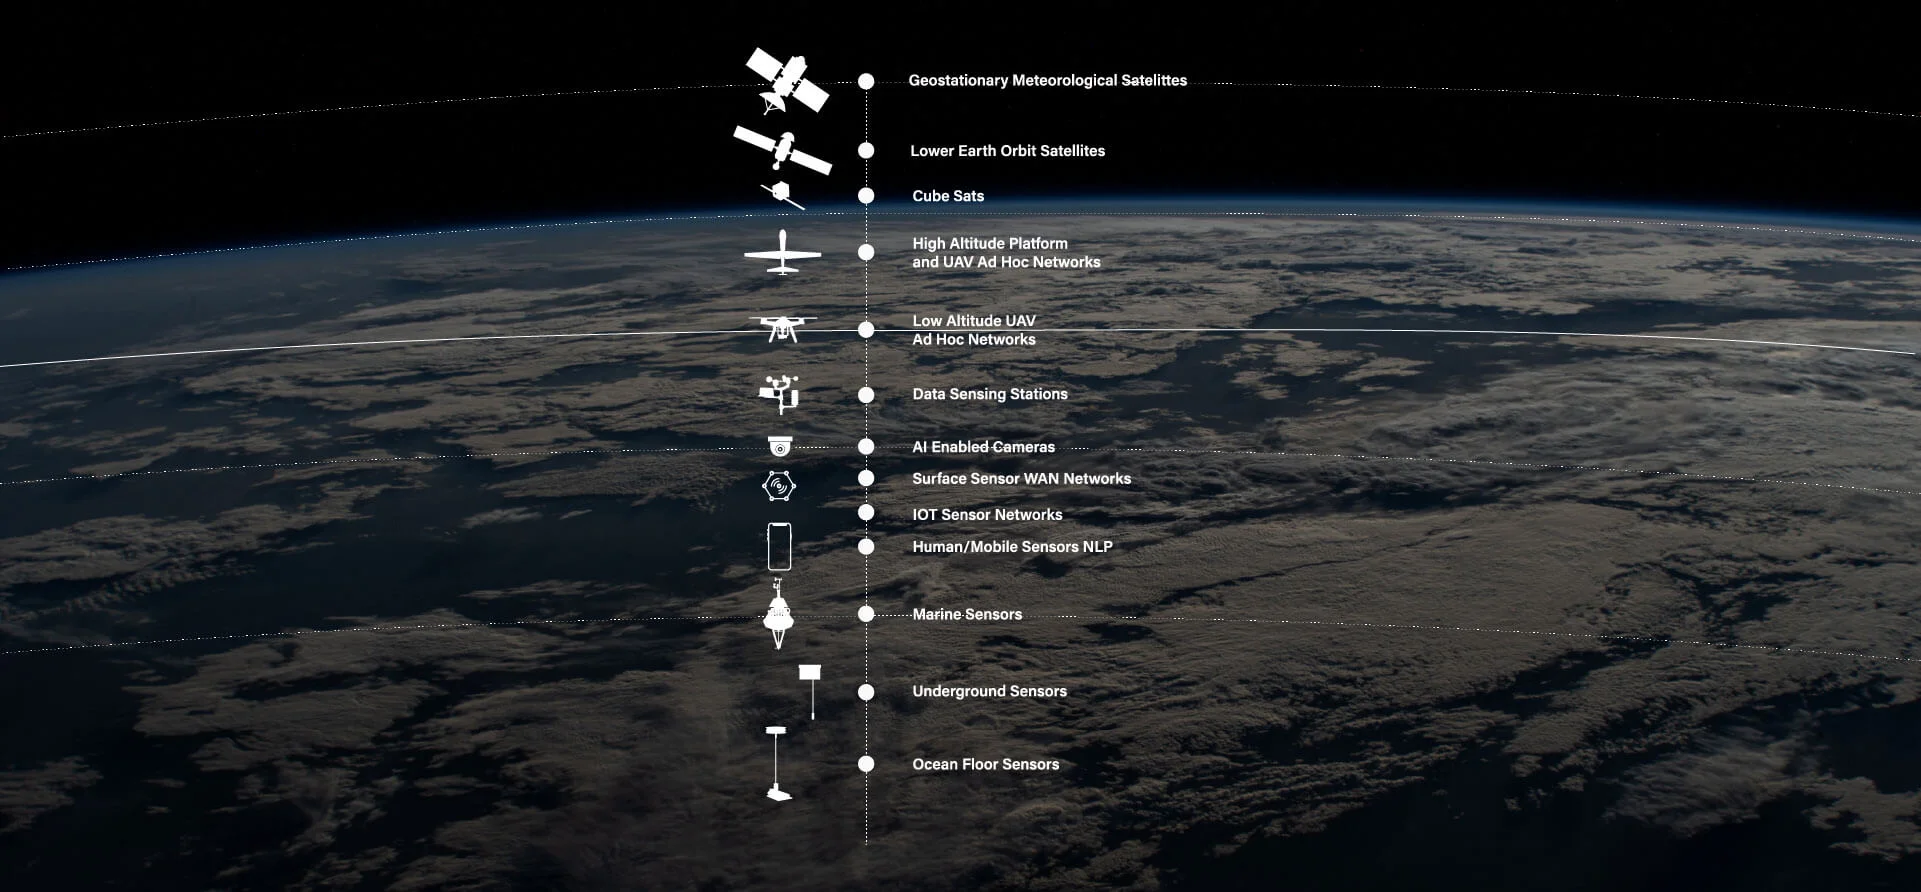 Geostationary Meteorological Satelittes
Lower Earth Orbit Satellites
Cube Sats
High Altitude Platform
and UAV Ad Hoc Networks
Low Altitude UAV
Ad Hoc Networks
Data Sensing Stations
AI Enabled Cameras
Surface Sensor WAN Networks
IOT Sensor Networks
Human/Mobile Sensors NLP
Marine Sensors
Underground Sensors
Ocean Floor Sensors